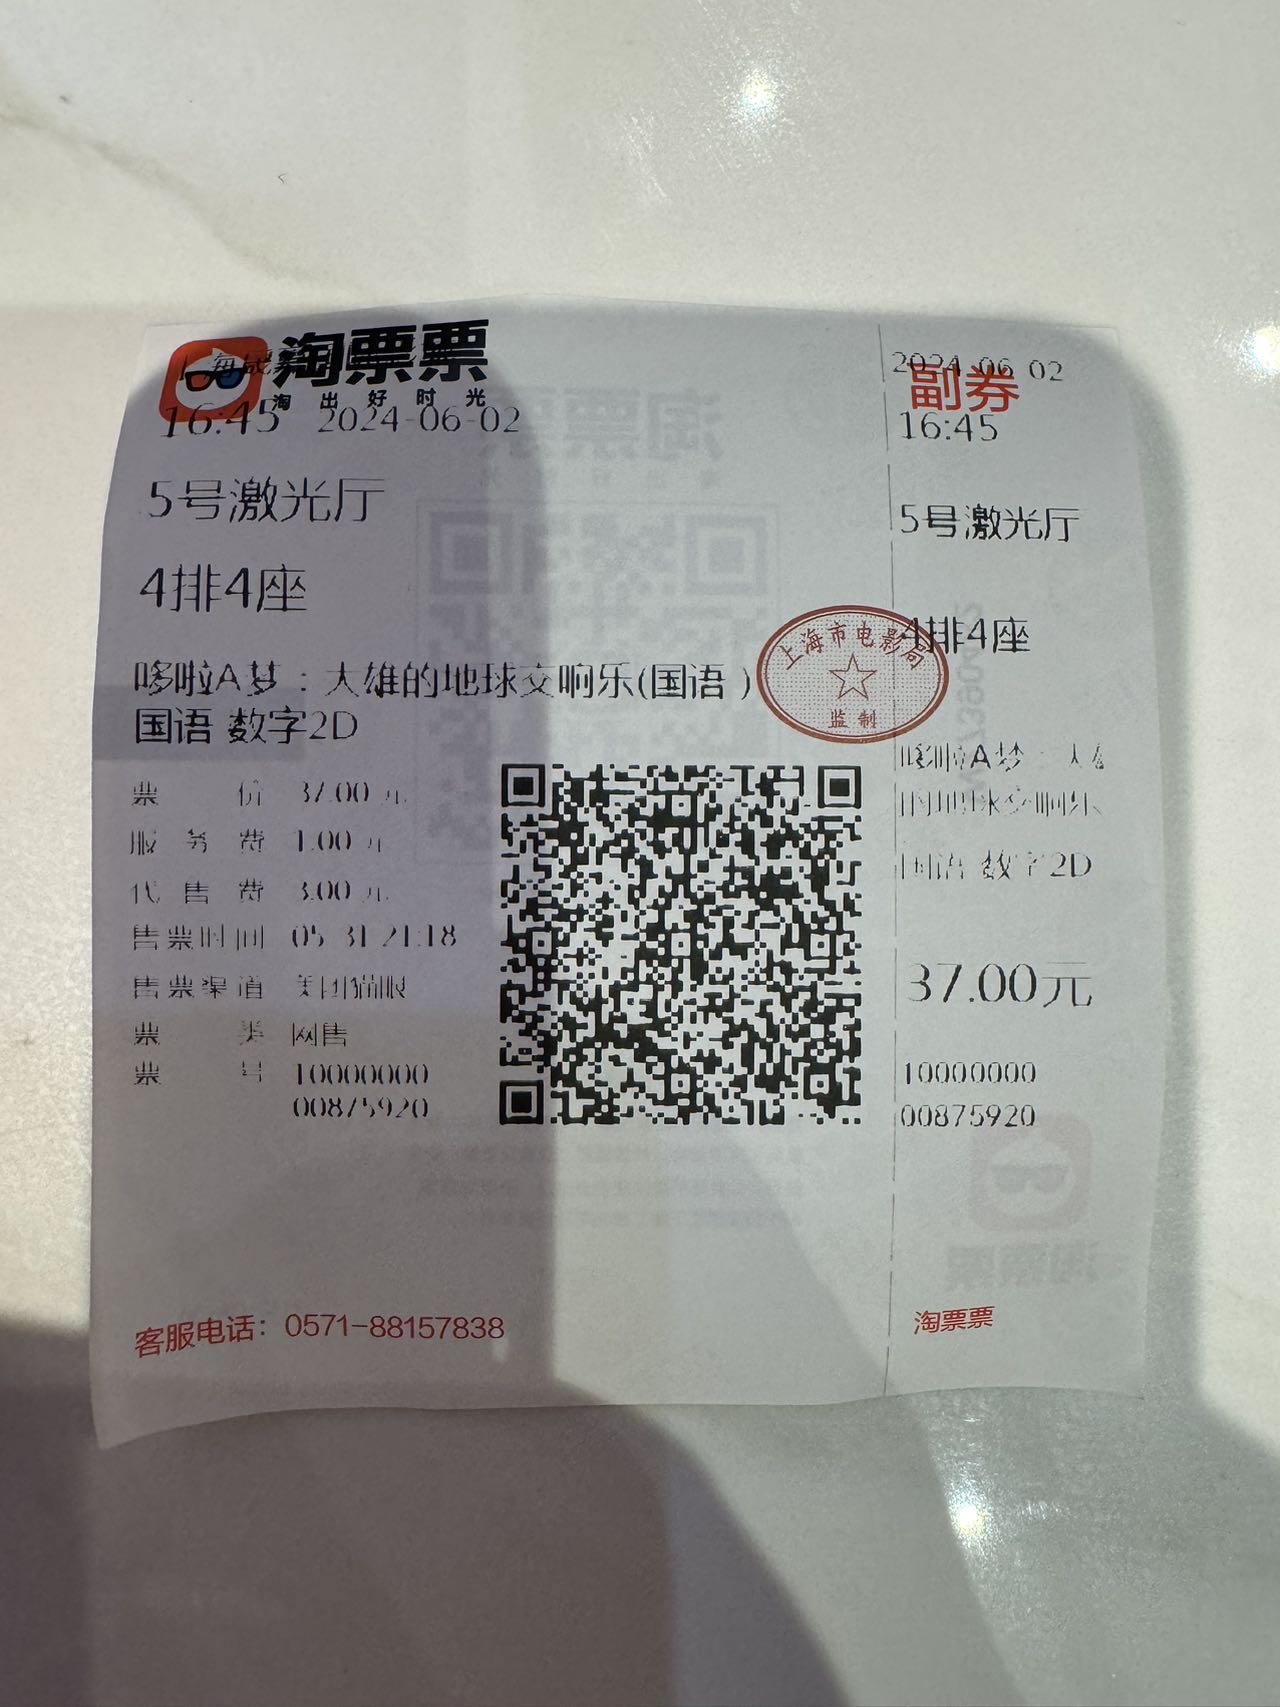 淘票票
淘出好时光
16:45 2024-06-02
5号激光厅
4排4座
哆啦A梦：大雄的地球交响乐(国语)
国语 数字2D
票价 37.00 元
服务费 1.00 元
代售费 3.00 元
售票时间 05-31 21:18
售票渠道 美团猫眼
票类 网售
票号 10000000
00875920
客服电话：0571-88157838
上海市电影局
监制
2024-06-02
副券
16:45
5号激光厅
4排4座
哆啦A梦：大雄
的地球交响乐
国语 数字2D
37.00元
10000000
00875920
淘票票